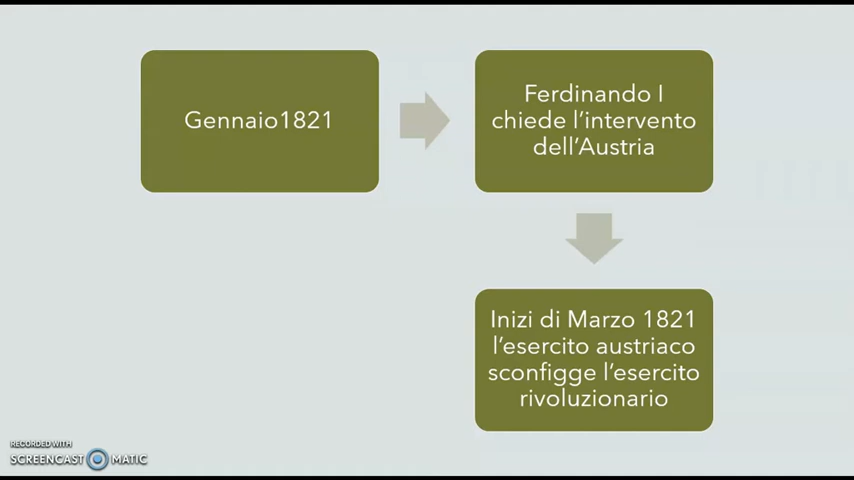 Gennaio1821
Ferdinando I
chiede l'intervento
dell'Austria
Inizi di Marzo 1821
l'esercito austriaco
sconfigge l'esercito
rivoluzionario
RECORDED WITH
SCREENCAST MATIC